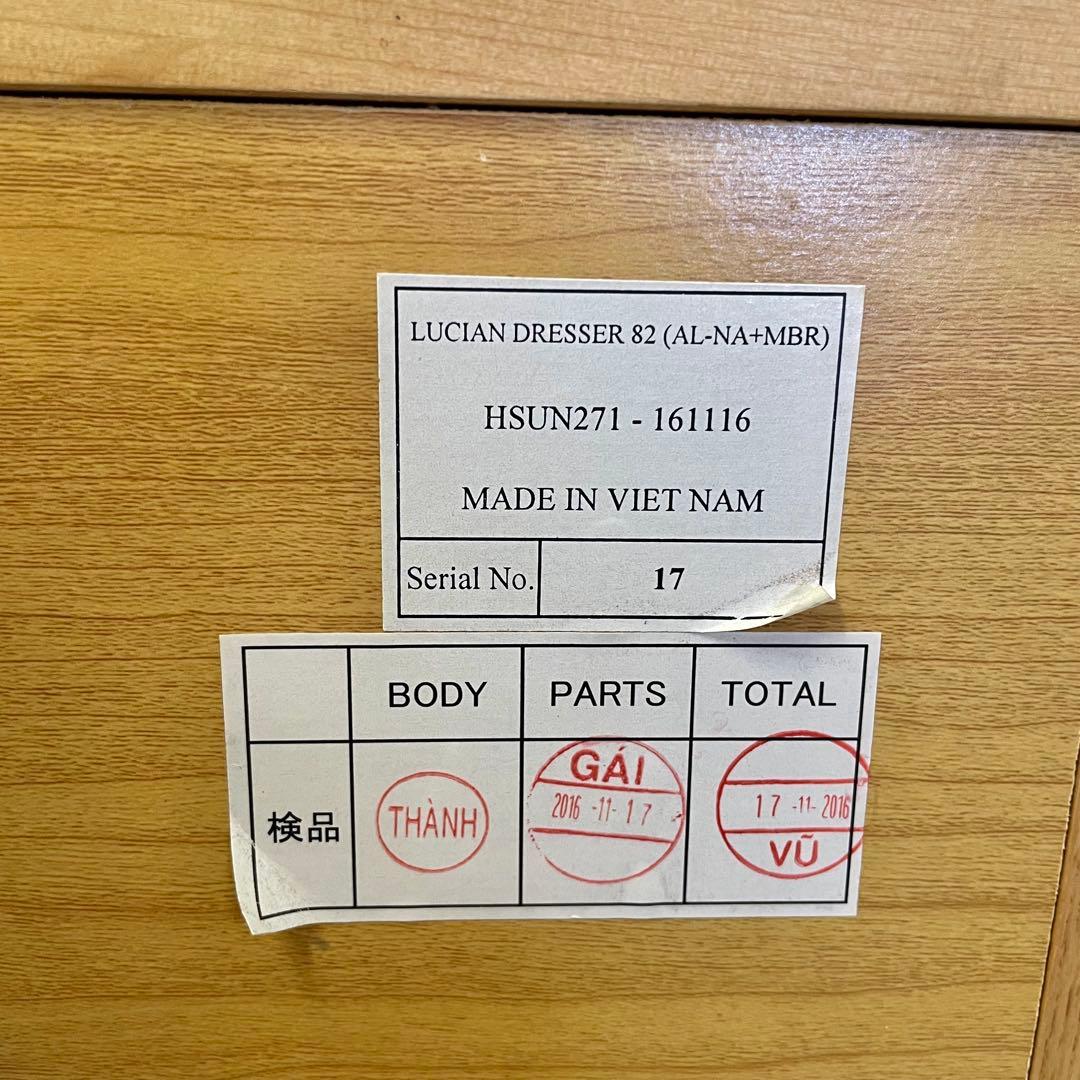 LUCIAN DRESSER 82 (AL-NA+MBR)
HSUN271 - 161116
MADE IN VIET NAM
Serial No. 17
BODY PARTS TOTAL
検品 THÀNH GÁI 2016 -11- 17 17 -11- 2016 VŨ